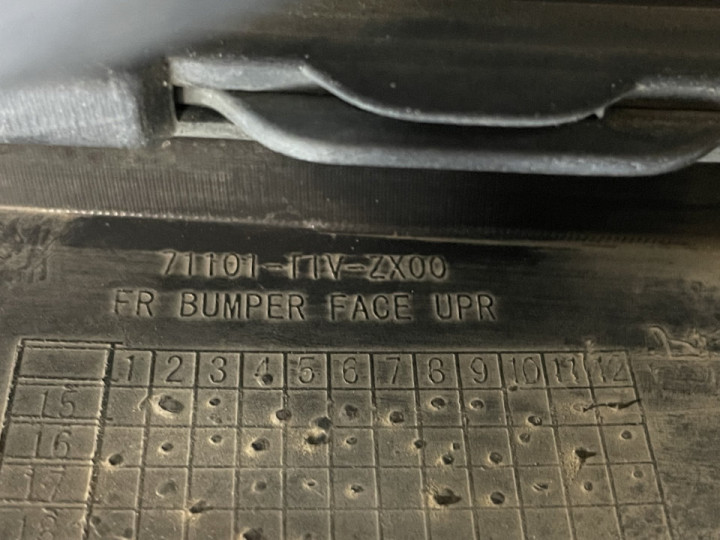 71101-T1V-ZX00
FR BUMPER FACE UPR
1 2 3 4 5 6 7 8 9 10 11 12
15
16
17